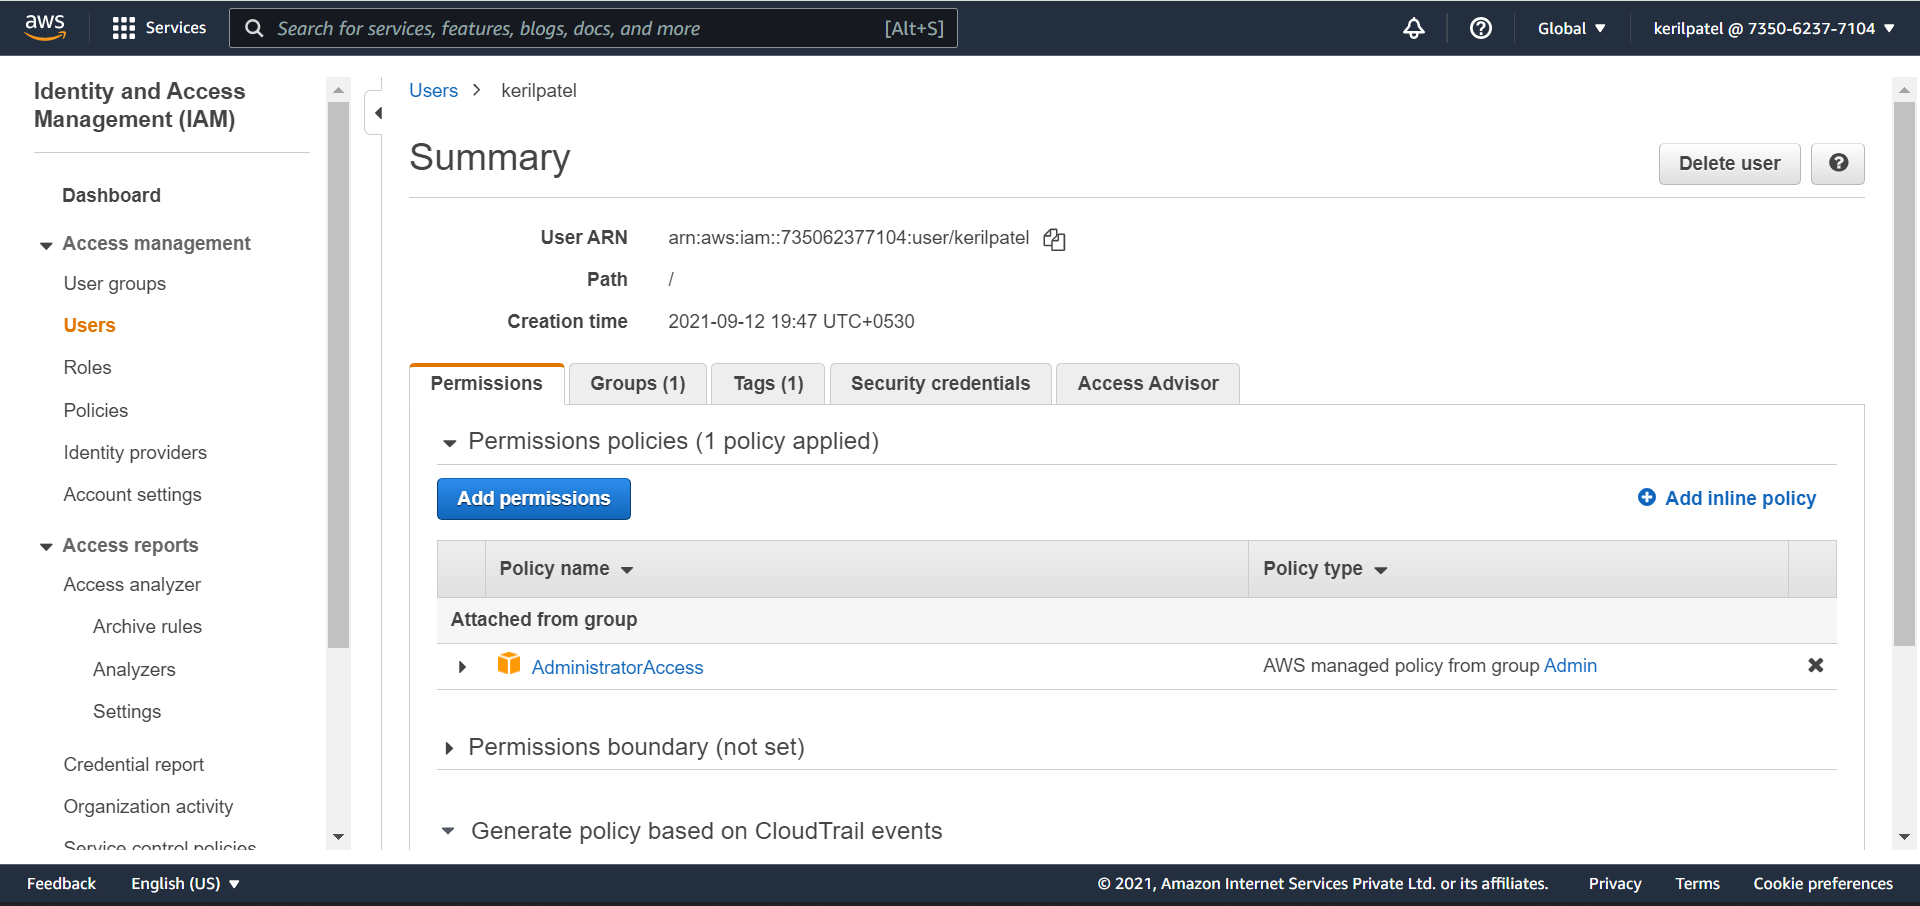 aws
Services
Search for services, features, blogs, docs, and more
[Alt+S]
Global
kerilpatel @ 7350-6237-7104
Identity and Access
Management (IAM)
Dashboard
Access management
User groups
Users
Roles
Policies
Identity providers
Account settings
Access reports
Access analyzer
Archive rules
Analyzers
Settings
Credential report
Organization activity
Service control policies
Users > kerilpatel
Summary
Delete user
User ARN arn:aws:iam::735062377104:user/kerilpatel
Path /
Creation time 2021-09-12 19:47 UTC+0530
Permissions
Groups (1)
Tags (1)
Security credentials
Access Advisor
Permissions policies (1 policy applied)
Add permissions
Add inline policy
Policy name
Policy type
Attached from group
AdministratorAccess
AWS managed policy from group Admin
Permissions boundary (not set)
Generate policy based on CloudTrail events
Feedback
English (US)
© 2021, Amazon Internet Services Private Ltd. or its affiliates.
Privacy
Terms
Cookie preferences